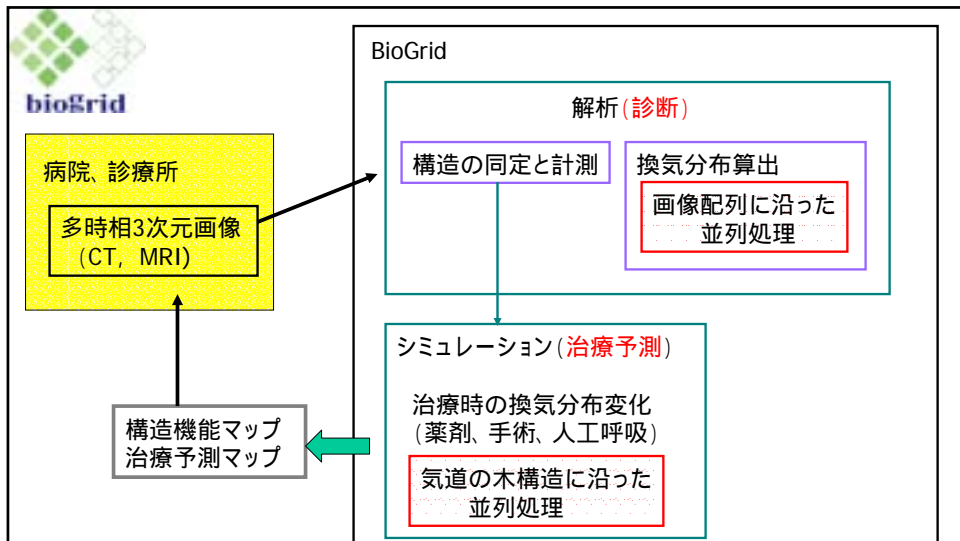 biogrid
BioGrid
解析(診断)
病院、診療所
構造の同定と計測
換気分布算出
多時相3次元画像
(CT, MRI)
画像配列に沿った
並列処理
シミュレーション(治療予測)
治療時の換気分布変化
(薬剤、手術、人工呼吸)
構造機能マップ
治療予測マップ
気道の木構造に沿った
並列処理